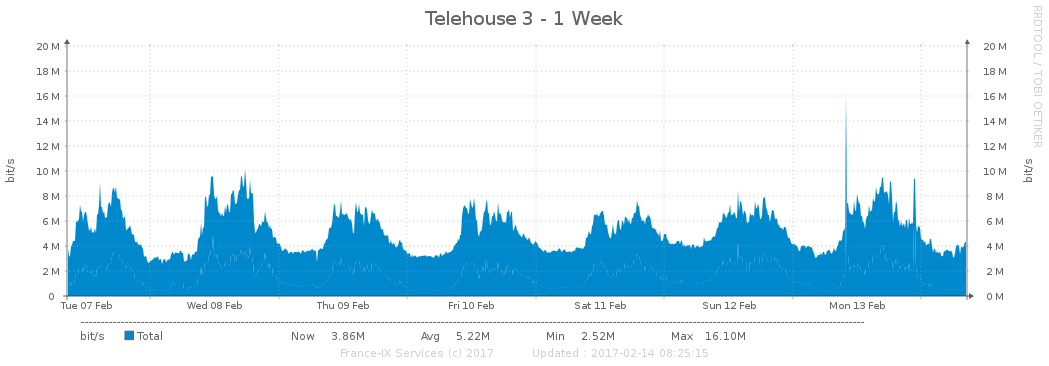 Telehouse 3 - 1 Week
RRDTOOL / TOBI OETIKER
bit/s
20 M 20 M
18 M 18 M
16 M 16 M
14 M 14 M
12 M 12 M
10 M 10 M
8 M 8 M
6 M 6 M
4 M 4 M
2 M 2 M
0 0 M
bit/s
Tue 07 Feb Wed 08 Feb Thu 09 Feb Fri 10 Feb Sat 11 Feb Sun 12 Feb Mon 13 Feb
bit/s Total Now 3.86M Avg 5.22M Min 2.52M Max 16.10M
France-IX Services (c) 2017 Updated : 2017-02-14 08:25:15